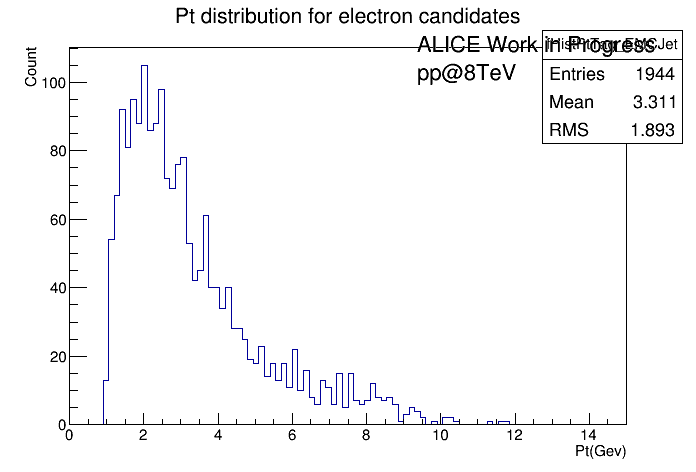 Pt distribution for electron candidates
ALICE Work in Progress
pp@8TeV
Entries 1944
Mean 3.311
RMS 1.893
Count
100
80
60
40
20
0
0 2 4 6 8 10 12 14
Pt(Gev)